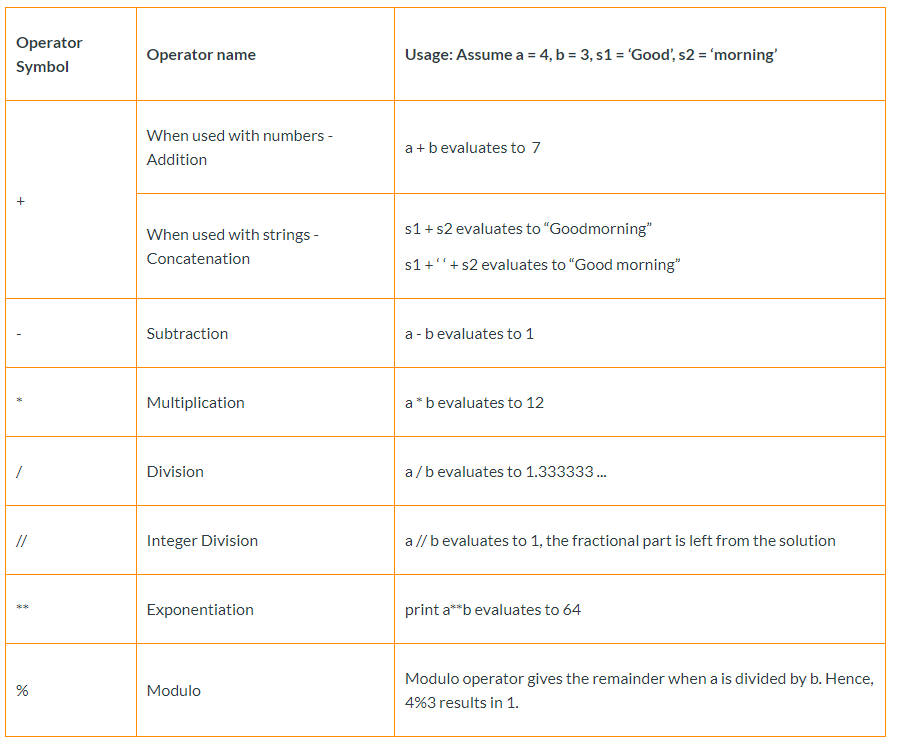 Operator
Symbol
Operator name
Usage: Assume a = 4, b = 3, s1 = ‘Good’, s2 = ‘morning’
+
When used with numbers -
Addition
a + b evaluates to  7
When used with strings -
Concatenation
s1 + s2 evaluates to “Goodmorning”
s1 + ‘ ‘ + s2 evaluates to “Good morning”
-
Subtraction
a - b evaluates to 1
*
Multiplication
a * b evaluates to 12
/
Division
a / b evaluates to 1.333333 ...
//
Integer Division
a // b evaluates to 1, the fractional part is left from the solution
**
Exponentiation
print a**b evaluates to 64
%
Modulo
Modulo operator gives the remainder when a is divided by b. Hence,
4%3 results in 1.